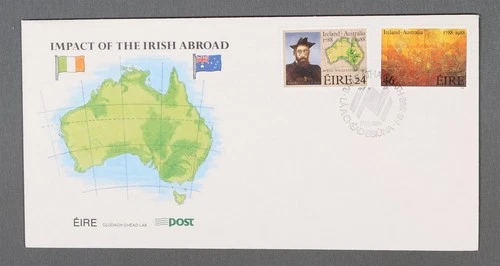 IMPACT OF THE IRISH ABROAD
Ireland - Australia
1788-1988
ÉIRE 24
Ireland - Australia 1788-1988
46 ÉIRE
ÉIRE
CLÚDACH CHÉAD LAE
POST